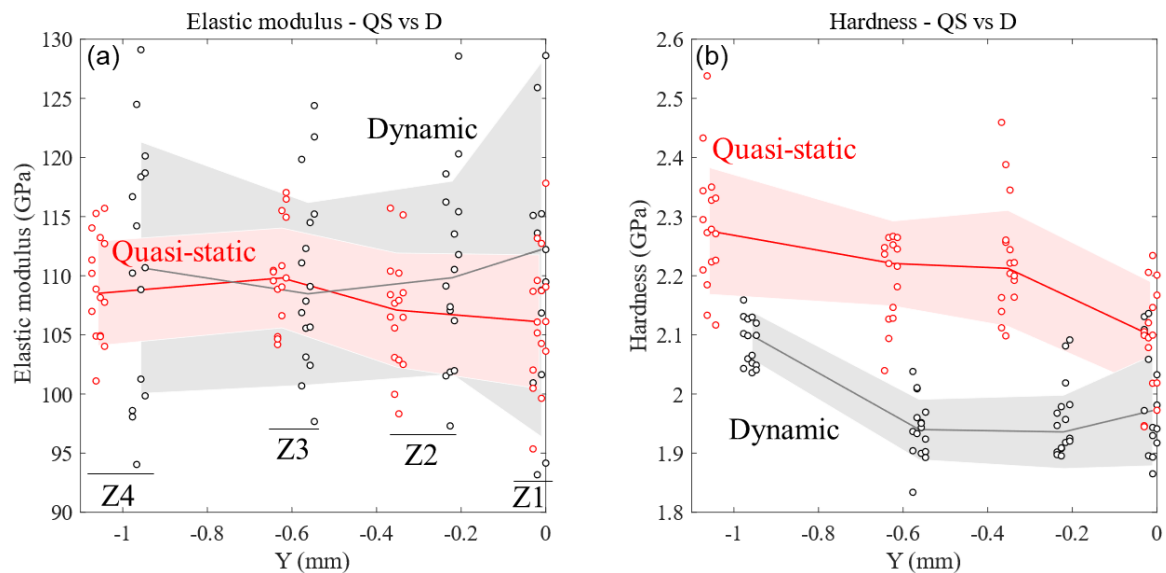 Elastic modulus - QS vs D
(a)
Elastic modulus (GPa)
130
125
120
115
110
105
100
95
90
Dynamic
Quasi-static
Z4
Z3
Z2
Z1
-1
-0.8
-0.6
-0.4
-0.2
0
Y (mm)
Hardness - QS vs D
(b)
Hardness (GPa)
2.6
2.5
2.4
2.3
2.2
2.1
2
1.9
1.8
Quasi-static
Dynamic
-1
-0.8
-0.6
-0.4
-0.2
0
Y (mm)